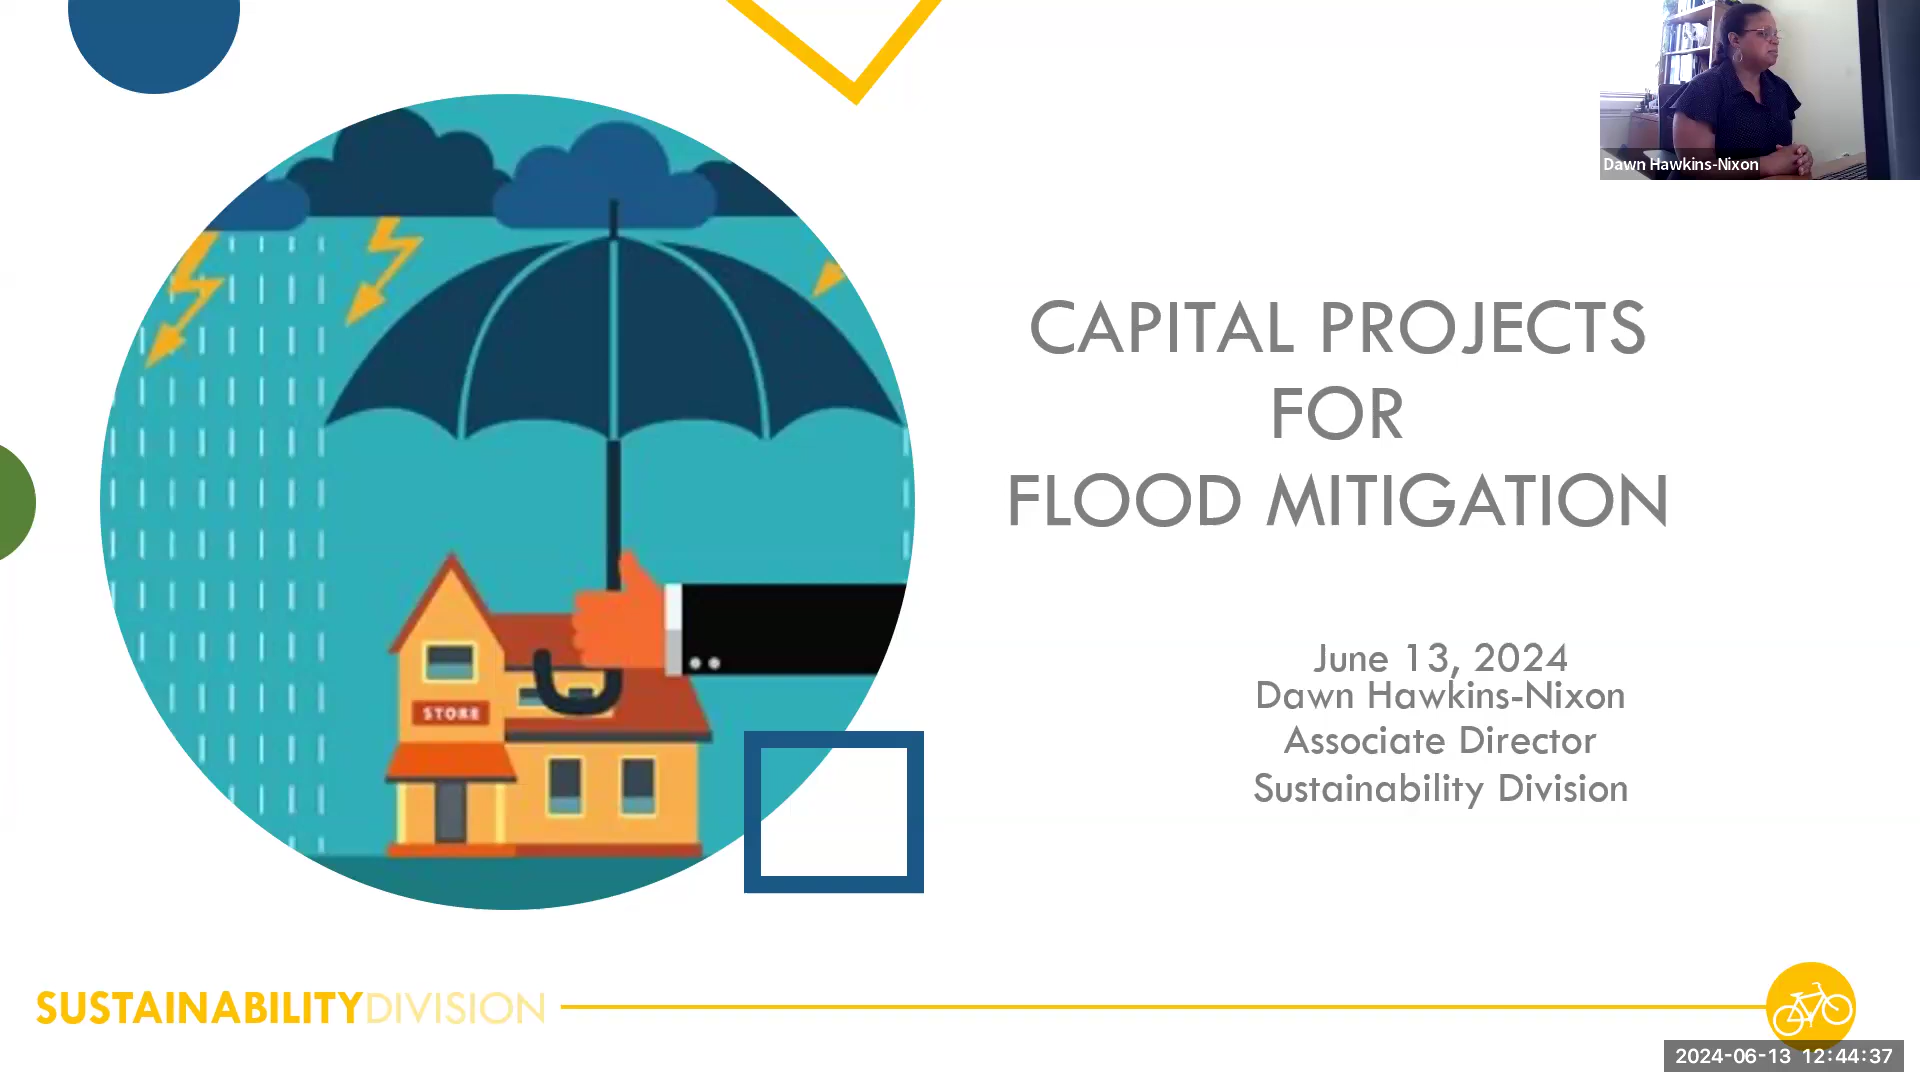 Dawn Hawkins-Nixon
CAPITAL PROJECTS
FOR
FLOOD MITIGATION
STORE
June 13, 2024
Dawn Hawkins-Nixon
Associate Director
Sustainability Division
SUSTAINABILITYDIVISION
2024-06-13 12:44:37